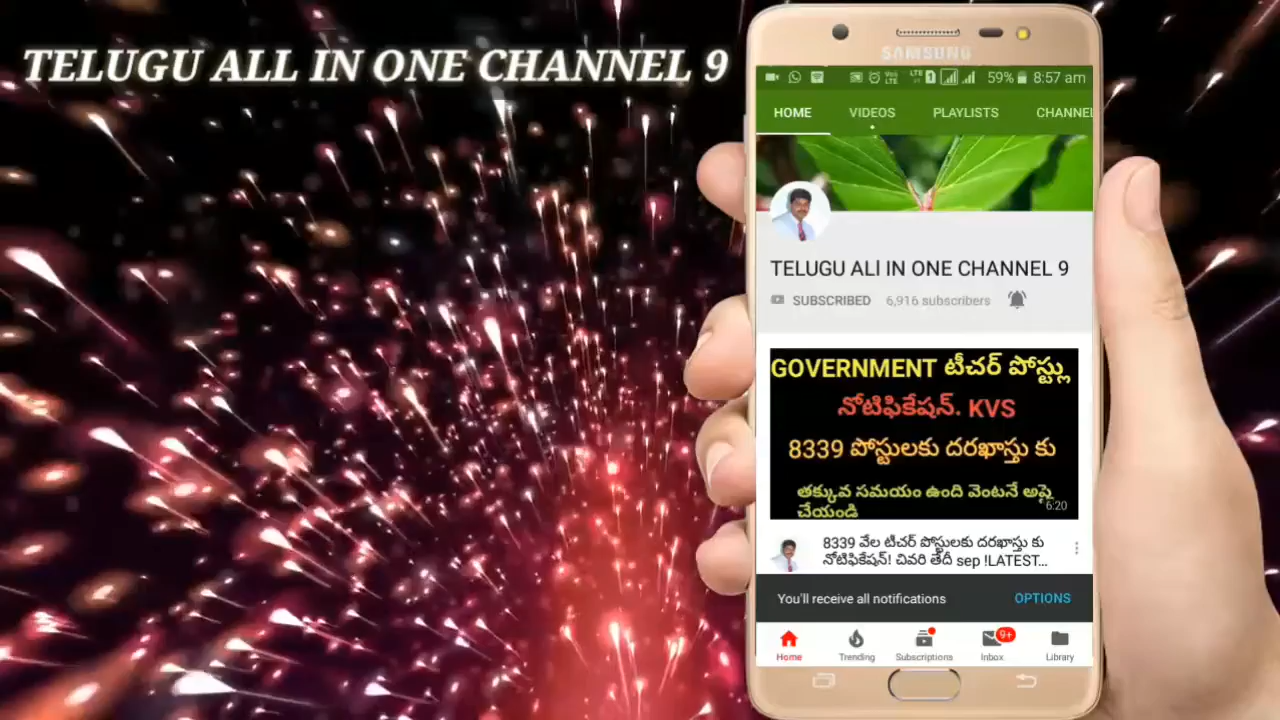 TELUGU ALL IN ONE CHANNEL 9
SAMSUNG
59% 8:57 am
HOME VIDEOS PLAYLISTS CHANNEL
TELUGU ALl IN ONE CHANNEL 9
SUBSCRIBED 6,916 subscribers
GOVERNMENT టీచర్ పోస్ట్లు
నోటిఫికేషన్. KVS
8339 పోస్టులకు దరఖాస్తు కు
తక్కువ సమయం ఉంది వెంటనే అప్లై
చేయండి
6:20
8339 వేల టీచర్ పోస్టులకు దరఖాస్తు కు
నోటిఫికేషన్! చివరి తేదీ sep !LATEST...
You'll receive all notifications OPTIONS
9+
Home Trending Subscriptions Inbox Library